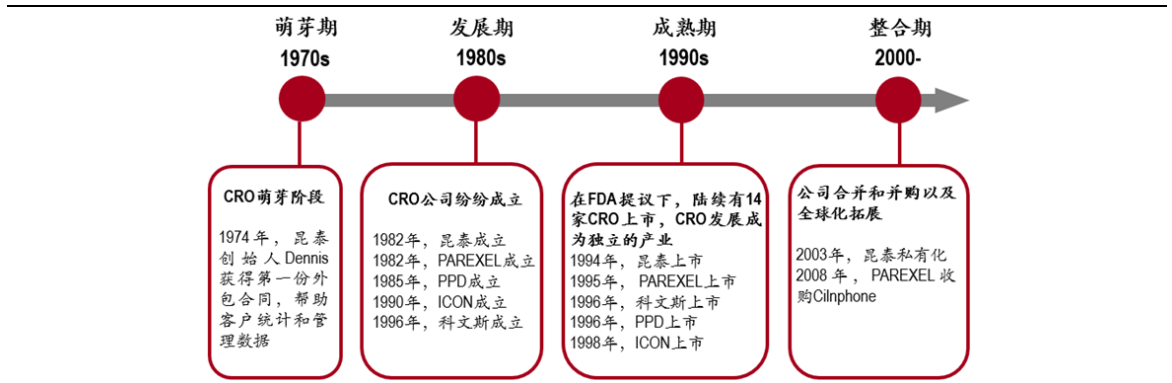 萌芽期
1970s
发展期
1980s
成熟期
1990s
整合期
2000-
CRO萌芽阶段
1974年，昆泰
创始人Dennis
获得第一份外
包合同，帮助
客户统计和管
理数据
CRO公司纷纷成立
1982年，昆泰成立
1982年，PAREXEL成立
1985年，PPD成立
1990年，ICON成立
1996年，科文斯成立
在FDA提议下，陆续有14
家CRO上市，CRO发展成
为独立的产业
1994年，昆泰上市
1995年，PAREXEL上市
1996年，科文斯上市
1996年，PPD上市
1998年，ICON上市
公司合并和并购以及
全球化拓展
2003年，昆泰私有化
2008年，PAREXEL收
购Cilnphone